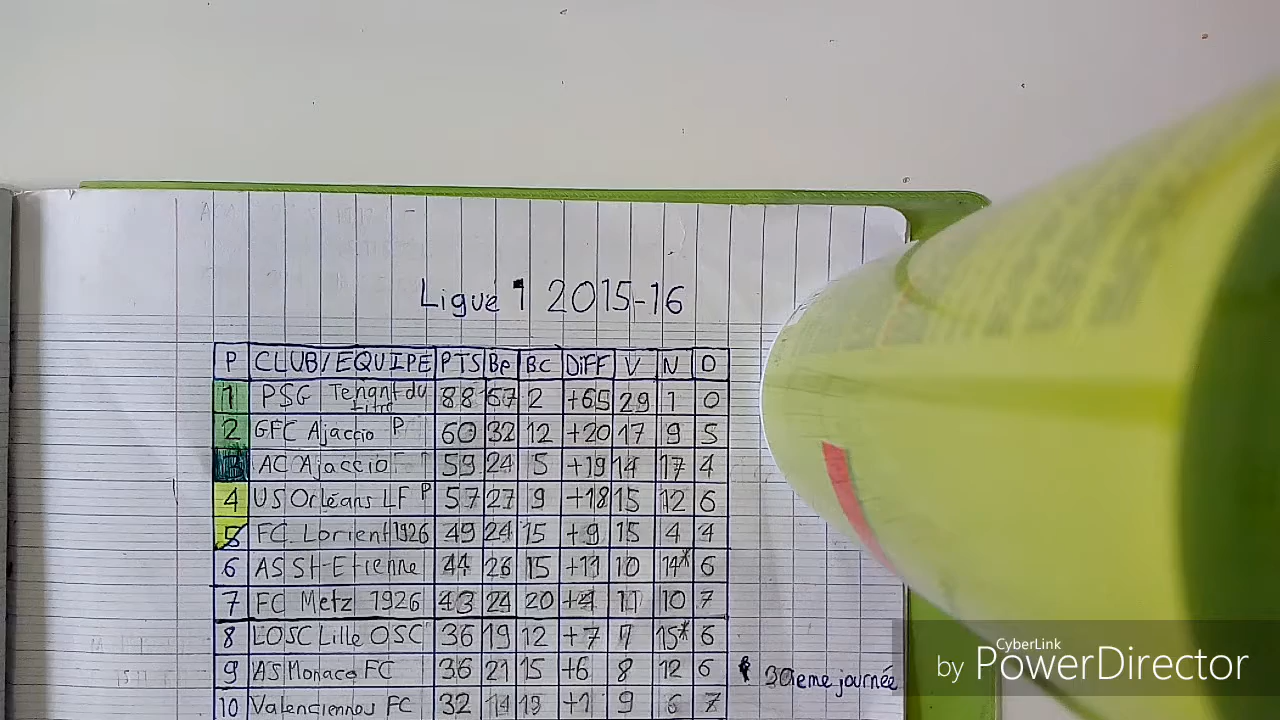 Ligue 1 2015-16
P CLUB/EQUIPE PTS Be BC DiFF V N D
1 PSG Tenant du titre 88 67 2 +65 29 1 0
2 GFC Ajaccio P 60 32 12 +20 17 9 5
3 AC Ajaccio 59 24 5 +19 14 17 4
4 US Orléans LF P 57 27 9 +18 15 12 6
5 FC Lorient 1926 49 24 15 +9 15 4 4
6 AS St-Etienne 44 26 15 +11 10 14* 6
7 FC Metz 1926 43 24 20 +4 11 10 7
8 LOSC Lille OSC 36 19 12 +7 7 15* 6
9 AS Monaco FC 36 21 15 +6 8 12 6
* 30ieme journée
10 Valenciennes FC 32 +1 9 6 7
CyberLink
by PowerDirector